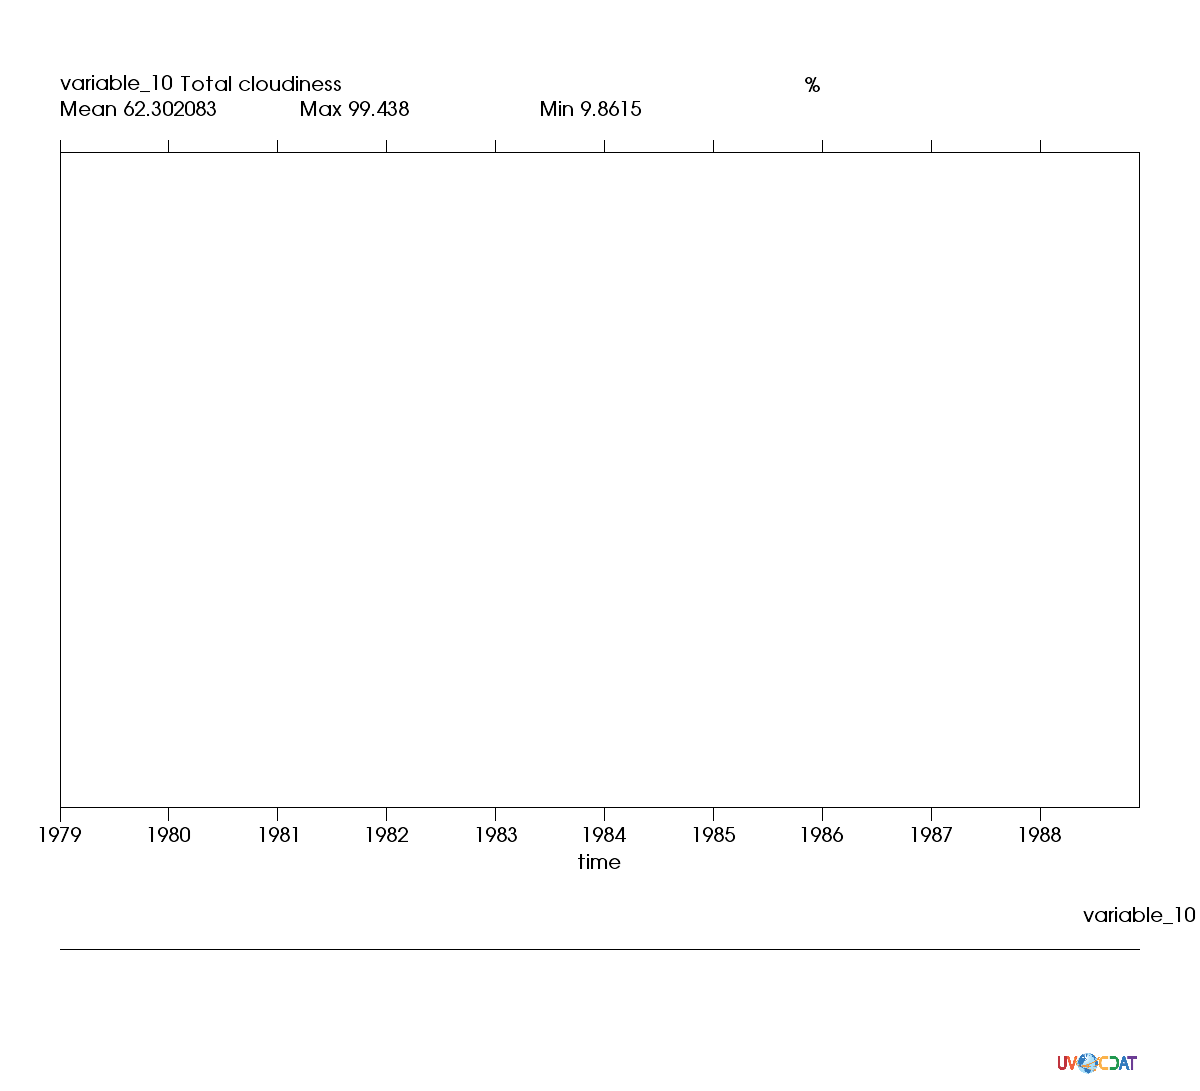 variable_10 Total cloudiness %
Mean 62.302083 Max 99.438 Min 9.8615
1979 1980 1981 1982 1983 1984 1985 1986 1987 1988
time
variable_10
UV CDAT